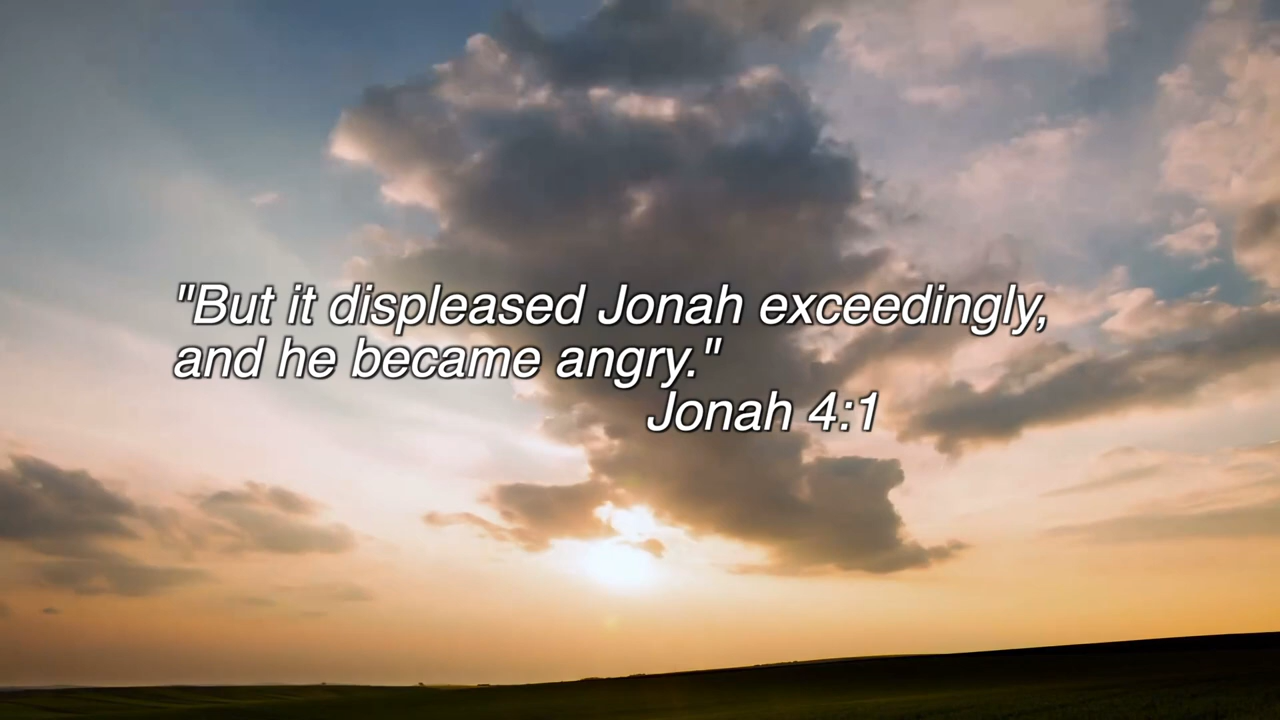 "But it displeased Jonah exceedingly,
and he became angry."
Jonah 4:1